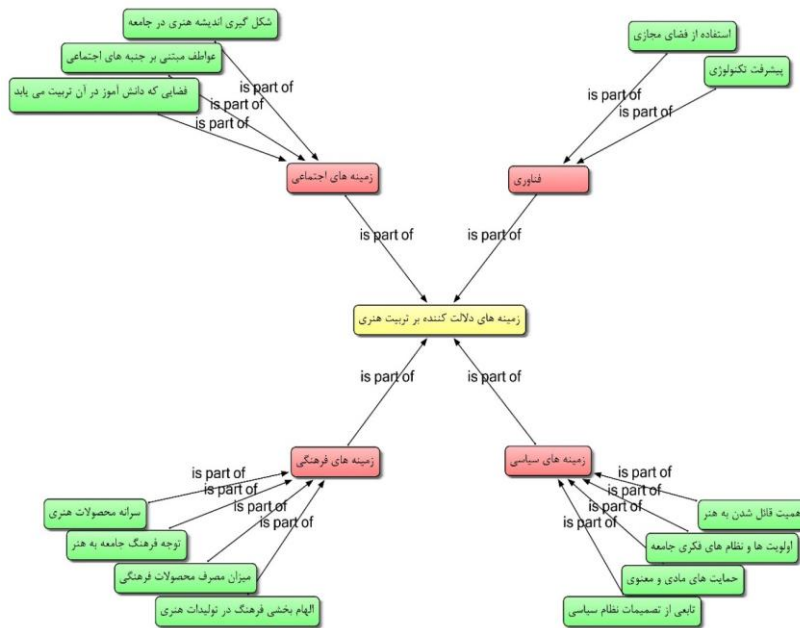 شکل گیری اندیشه هنری در جامعه
استفاده از فضای مجازی
عواطف مبتنی بر جنبه های اجتماعی
پیشرفت تکنولوژی
فضایی که دانش آموز در آن تربیت می یابد
is part of
is part of
is part of
is part of
is part of
زمینه های اجتماعی
فناوری
is part of
is part of
زمینه های دلالت کننده بر تربیت هنری
is part of
is part of
زمینه های فرهنگی
زمینه های سیاسی
is part of
is part of
is part of
is part of
is part of
is part of
is part of
is part of
سرانه محصولات هنری
اهمیت قائل شدن به هنر
توجه فرهنگ جامعه به هنر
اولویت ها و نظام های فکری جامعه
میزان مصرف محصولات فرهنگی
حمایت های مادی و معنوی
الهام بخشی فرهنگ در تولیدات هنری
تابعی از تصمیمات نظام سیاسی